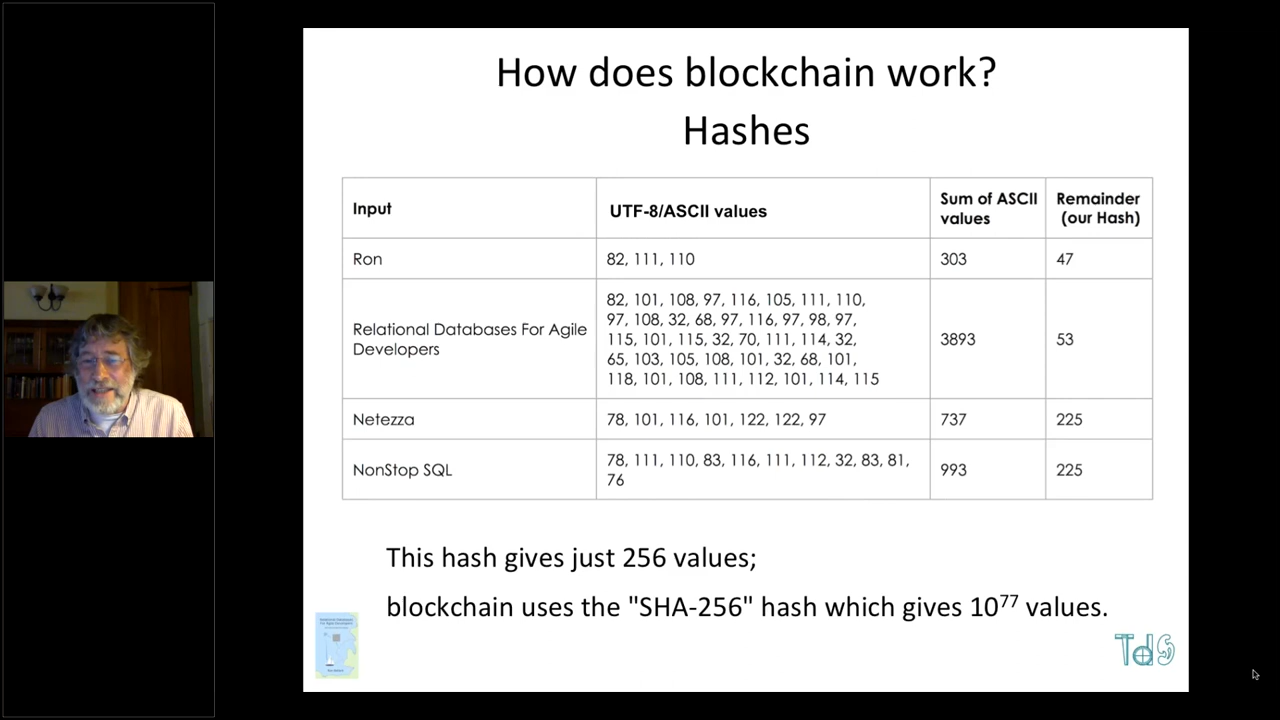 How does blockchain work?
Hashes
Input
UTF-8/ASCII values
Sum of ASCII
values
Remainder
(our Hash)
Ron
82, 111, 110
303
47
Relational Databases For Agile
Developers
82, 101, 108, 97, 116, 105, 111, 110,
97, 108, 32, 68, 97, 116, 97, 98, 97,
115, 101, 115, 32, 70, 111, 114, 32,
65, 103, 105, 108, 101, 32, 68, 101,
118, 101, 108, 111, 112, 101, 114, 115
3893
53
Netezza
78, 101, 116, 101, 122, 122, 97
737
225
NonStop SQL
78, 111, 110, 83, 116, 111, 112, 32, 83, 81,
76
993
225
This hash gives just 256 values;
blockchain uses the "SHA-256" hash which gives 10⁷⁷ values.
TdS